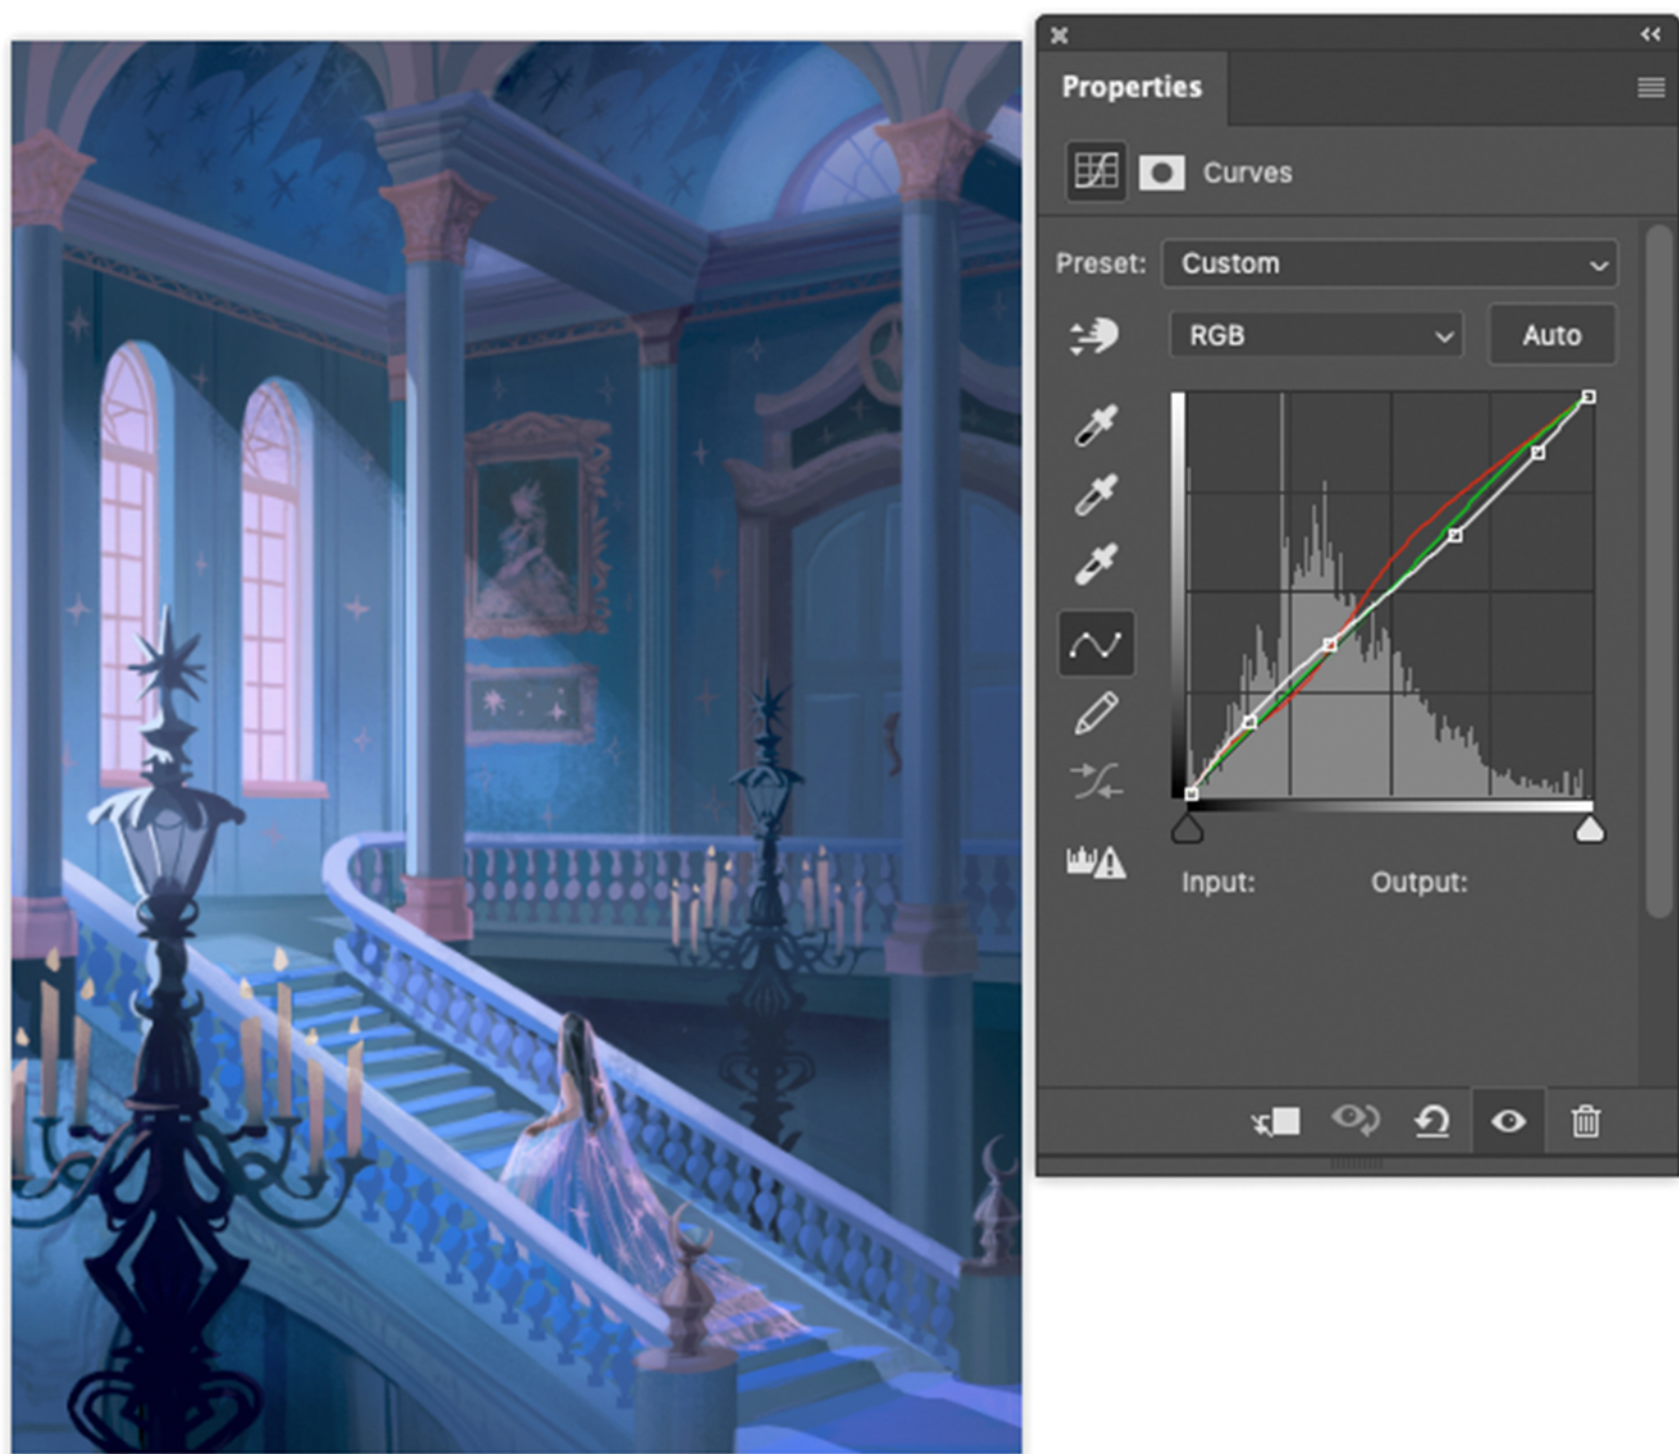 Properties
Curves
Preset: Custom
RGB Auto
Input: Output: